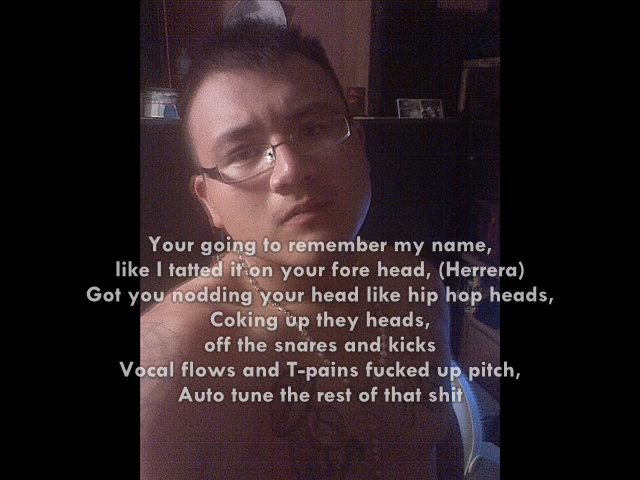 Your going to remember my name,
like I tatted it on your fore head, (Herrera)
Got you nodding your head like hip hop heads,
Coking up they heads,
off the snares and kicks
Vocal flows and T-pains fucked up pitch,
Auto tune the rest of that shit